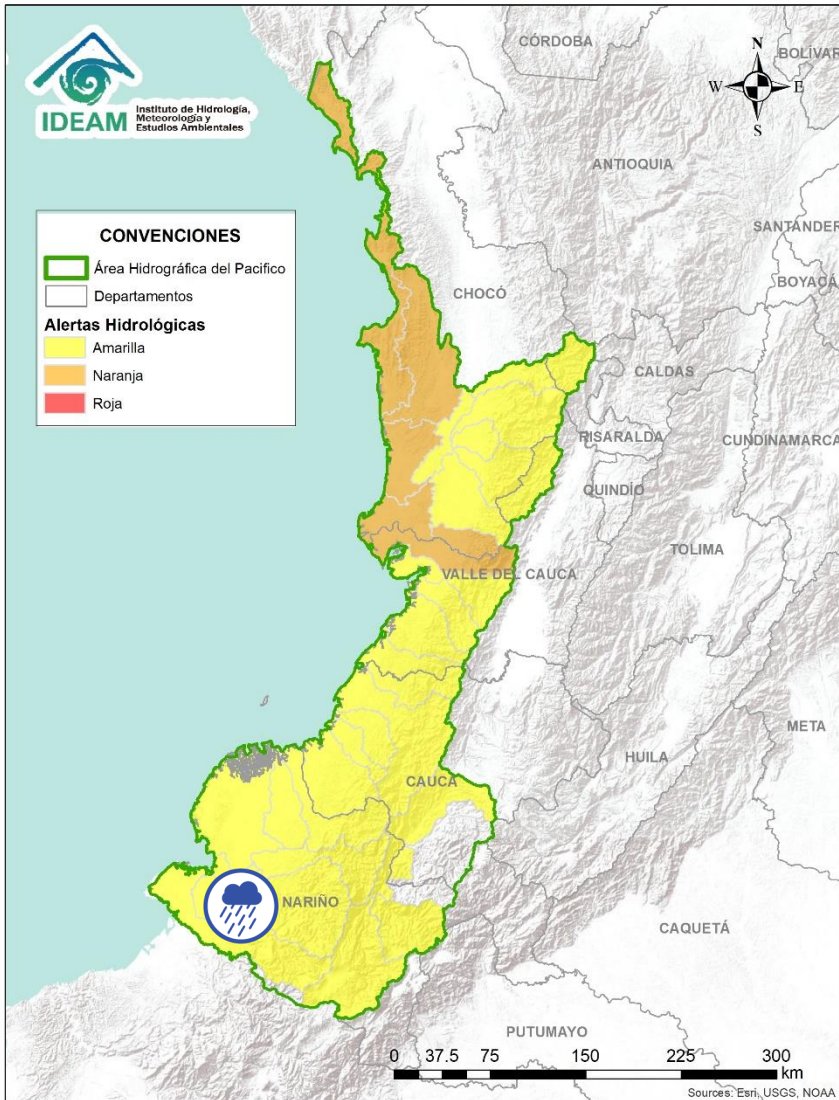 IDEAM
Instituto de Hidrología,
Meteorología y
Estudios Ambientales
CONVENCIONES
Área Hidrográfica del Pacifico
Departamentos
Alertas Hidrológicas
Amarilla
Naranja
Roja
N
W E
S
CÓRDOBA
BOLÍVAR
ANTIOQUIA
SANTANDER
BOYACÁ
CHOCÓ
CALDAS
RISARALDA
CUNDINAMARCA
QUINDÍO
TOLIMA
VALLE DEL CAUCA
META
HUILA
CAUCA
NARIÑO
CAQUETÁ
PUTUMAYO
0 37.5 75 150 225 300
km
Sources: Esri, USGS, NOAA